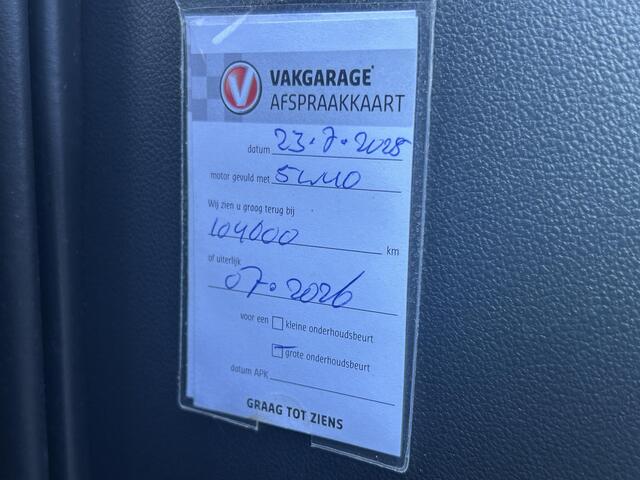 V
VAKGARAGE
AFSPRAAKKAART
datum 23-7-2025
motor gevuld met 5W40
Wij zien u graag terug bij
104000 km
of uiterlijk
07-2026
voor een kleine onderhoudsbeurt
grote onderhoudsbeurt
datum APK
GRAAG TOT ZIENS